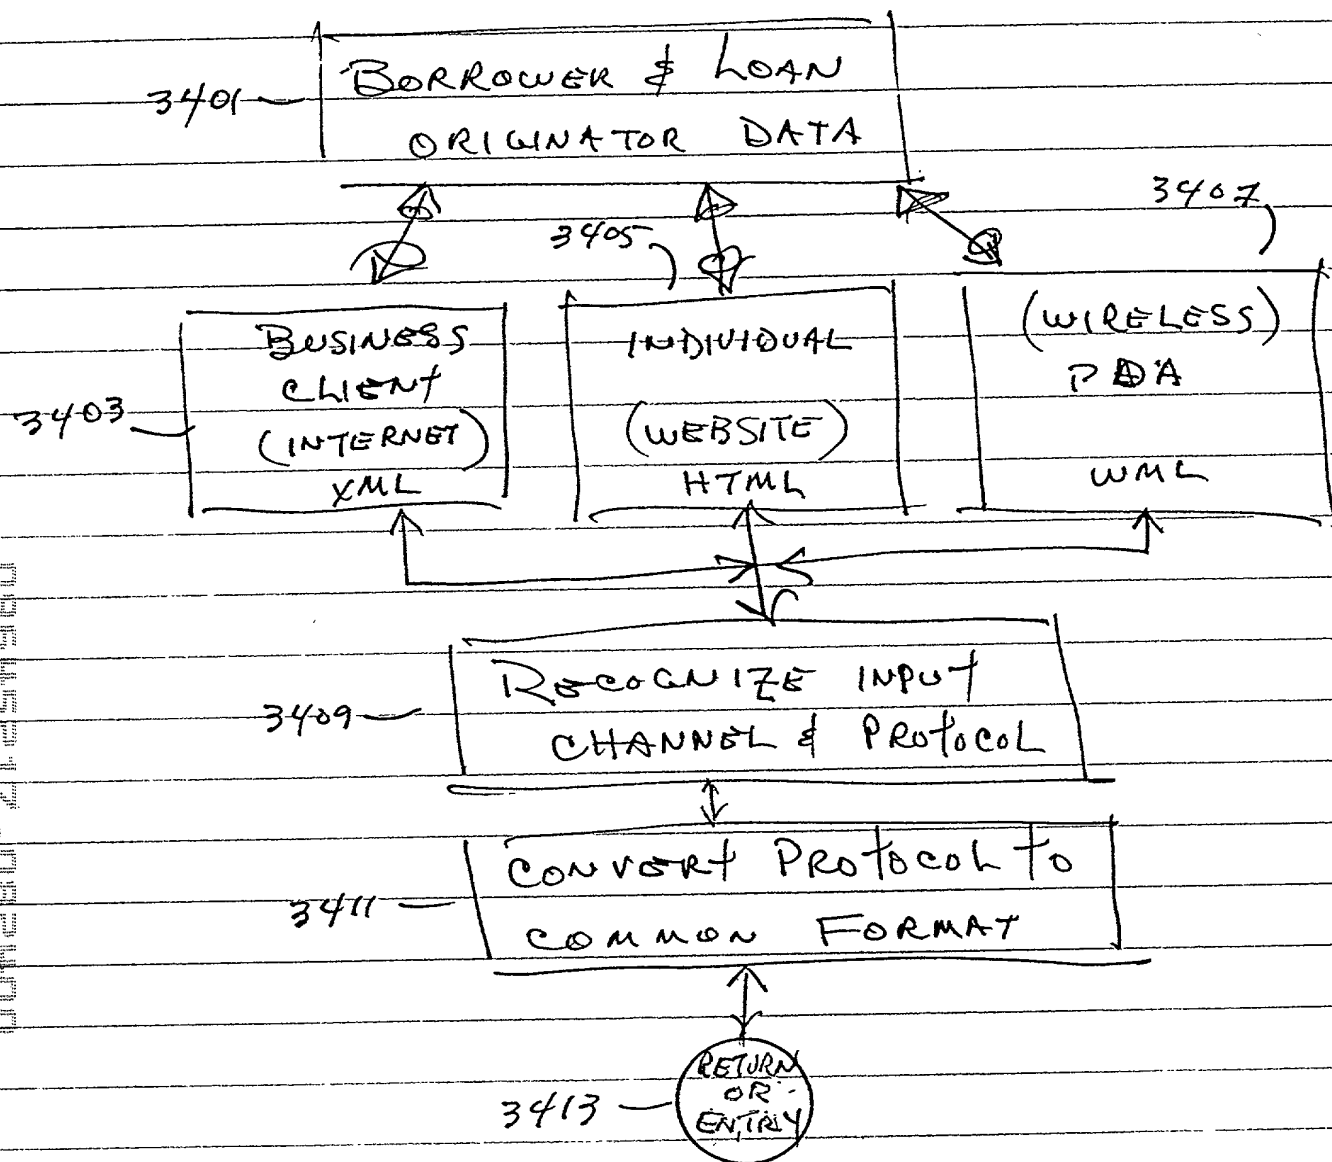 3401
BORROWER & LOAN
ORIGINATOR DATA
3405
3407
3403
BUSINESS
CLIENT
(INTERNET)
XML
INDIVIDUAL
(WEBSITE)
HTML
(WIRELESS)
PDA
WML
3409
RECOGNIZE INPUT
CHANNEL & PROTOCOL
3411
CONVERT PROTOCOL TO
COMMON FORMAT
3413
RETURN
OR
ENTRY